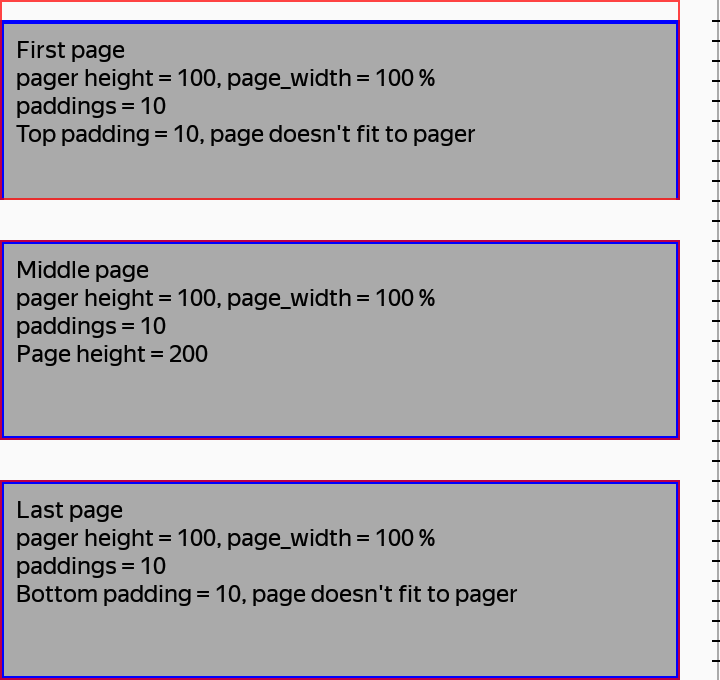 First page
pager height = 100, page_width = 100 %
paddings = 10
Top padding = 10, page doesn't fit to pager
Middle page
pager height = 100, page_width = 100 %
paddings = 10
Page height = 200
Last page
pager height = 100, page_width = 100 %
paddings = 10
Bottom padding = 10, page doesn't fit to pager